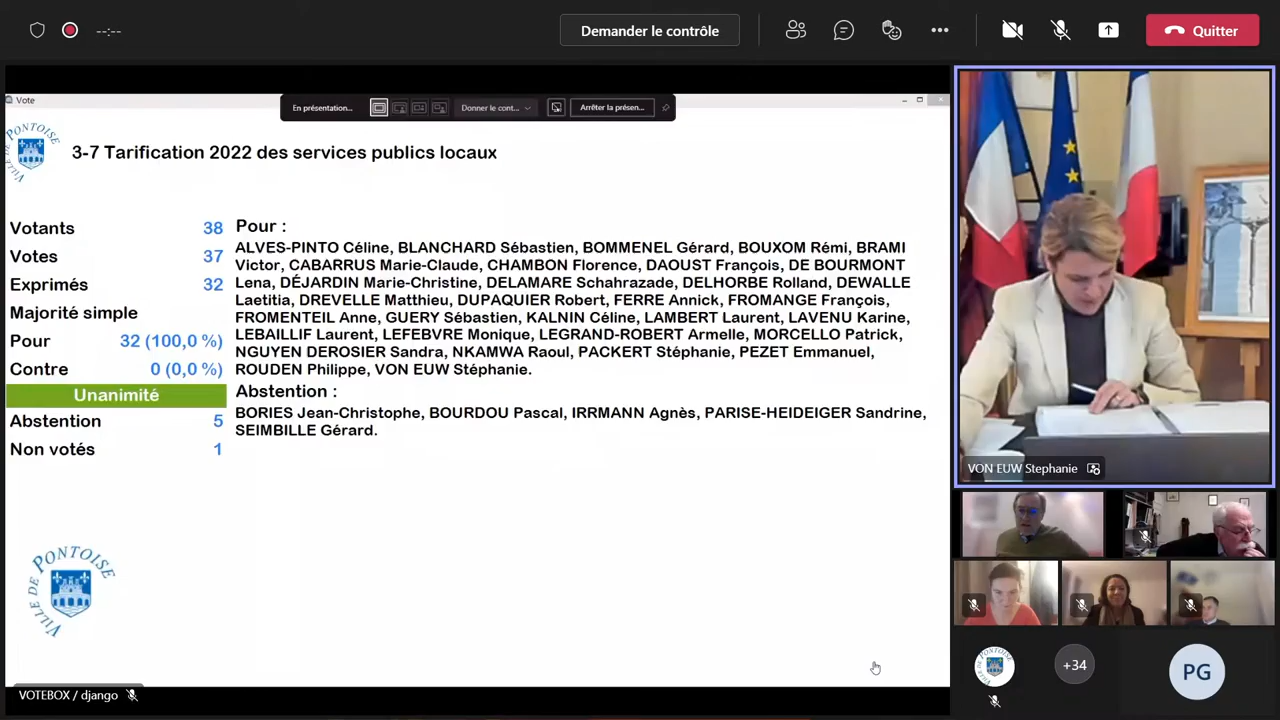 --:--
Demander le contrôle
Quitter
Vote
En présentation...
Donner le cont...
Arrêter la présen...
VILLE DE PONTOISE
3-7 Tarification 2022 des services publics locaux
Votants 38
Votes 37
Exprimés 32
Majorité simple
Pour 32 (100,0 %)
Contre 0 (0,0 %)
Unanimité
Abstention 5
Non votés 1
Pour :
ALVES-PINTO Céline, BLANCHARD Sébastien, BOMMENEL Gérard, BOUXOM Rémi, BRAMI
Victor, CABARRUS Marie-Claude, CHAMBON Florence, DAOUST François, DE BOURMONT
Lena, DÉJARDIN Marie-Christine, DELAMARE Schahrazade, DELHORBE Rolland, DEWALLE
Laetitia, DREVELLE Matthieu, DUPAQUIER Robert, FERRE Annick, FROMANGE François,
FROMENTEIL Anne, GUERY Sébastien, KALNIN Céline, LAMBERT Laurent, LAVENU Karine,
LEBAILLIF Laurent, LEFEBVRE Monique, LEGRAND-ROBERT Armelle, MORCELLO Patrick,
NGUYEN DEROSIER Sandra, NKAMWA Raoul, PACKERT Stéphanie, PEZET Emmanuel,
ROUDEN Philippe, VON EUW Stéphanie.
Abstention :
BORIES Jean-Christophe, BOURDOU Pascal, IRRMANN Agnès, PARISE-HEIDEIGER Sandrine,
SEIMBILLE Gérard.
VILLE DE PONTOISE
VOTEBOX / django
VON EUW Stephanie
+34
PG